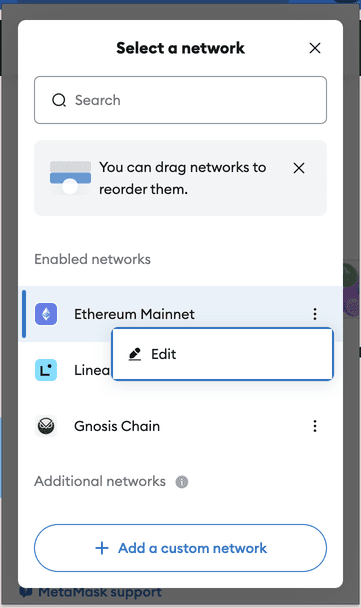 Select a network
Search
You can drag networks to
reorder them.
Enabled networks
Ethereum Mainnet
Edit
Linea
Gnosis Chain
Additional networks
Add a custom network
MetaMask support